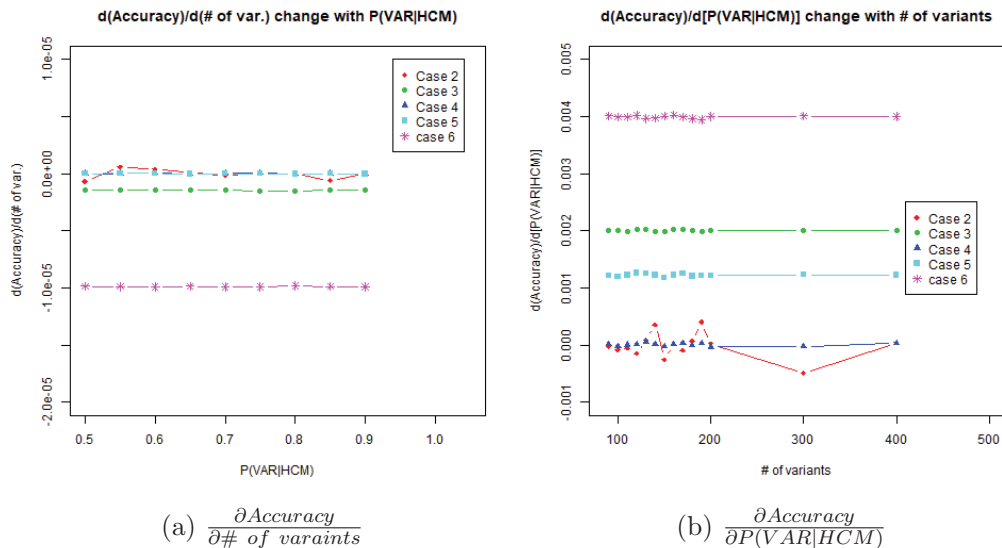 d(Accuracy)/d(# of var.) change with P(VAR|HCM)
d(Accuracy)/d(# of var.)
1.0e-05
0.0e+00
-1.0e-05
-2.0e-05
Case 2
Case 3
Case 4
Case 5
case 6
0.5
0.6
0.7
0.8
0.9
1.0
P(VAR|HCM)
(a) ∂Accuracy / ∂# of varaints
d(Accuracy)/d[P(VAR|HCM)] change with # of variants
d(Accuracy)/d[P(VAR|HCM)]
0.005
0.004
0.003
0.002
0.001
0.000
-0.001
Case 2
Case 3
Case 4
Case 5
case 6
100
200
300
400
500
# of variants
(b) ∂Accuracy / ∂P(VAR|HCM)